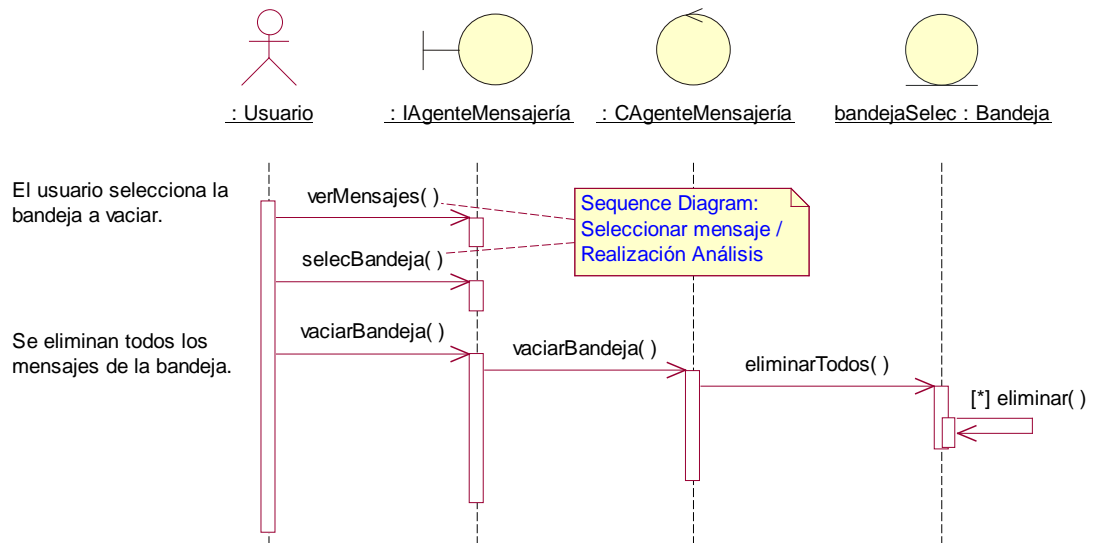 : Usuario
: IAgenteMensajería
: CAgenteMensajería
bandejaSelec : Bandeja
El usuario selecciona la
bandeja a vaciar.
verMensajes( )
Sequence Diagram:
Seleccionar mensaje /
Realización Análisis
selecBandeja( )
Se eliminan todos los
mensajes de la bandeja.
vaciarBandeja( )
vaciarBandeja( )
eliminarTodos( )
[*] eliminar( )